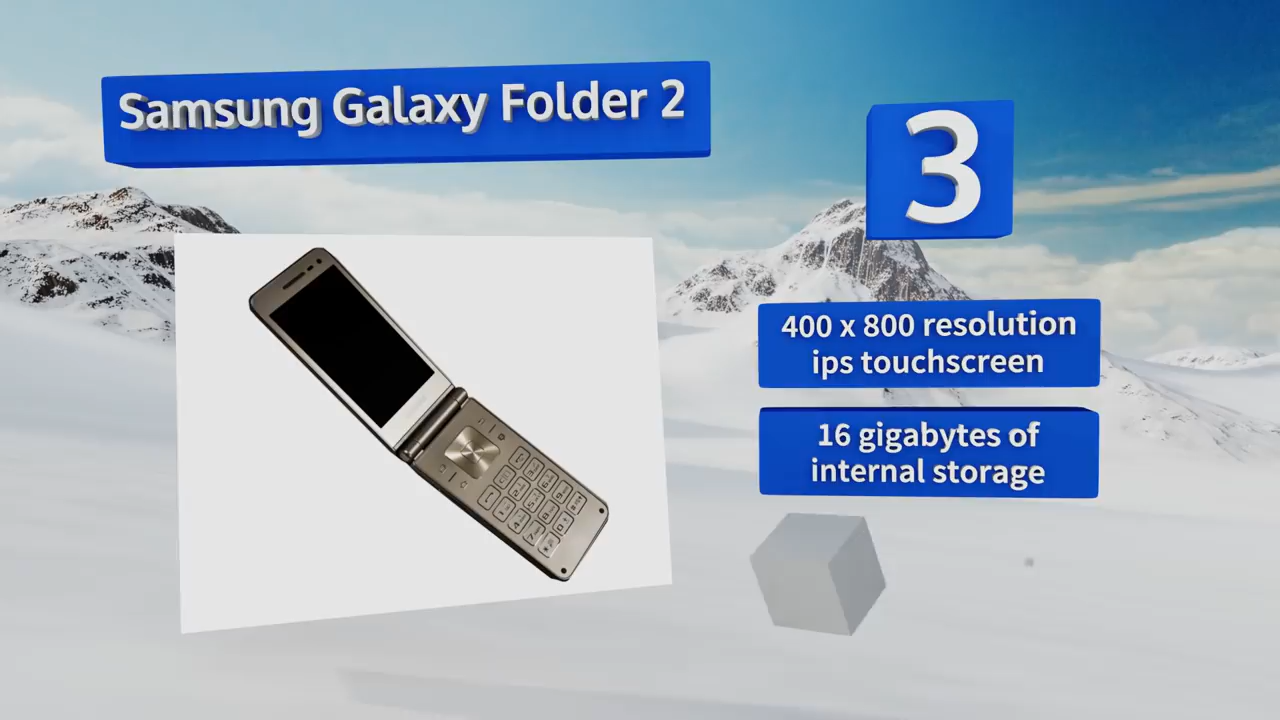 Samsung Galaxy Folder 2
3
400 x 800 resolution
ips touchscreen
16 gigabytes of
internal storage